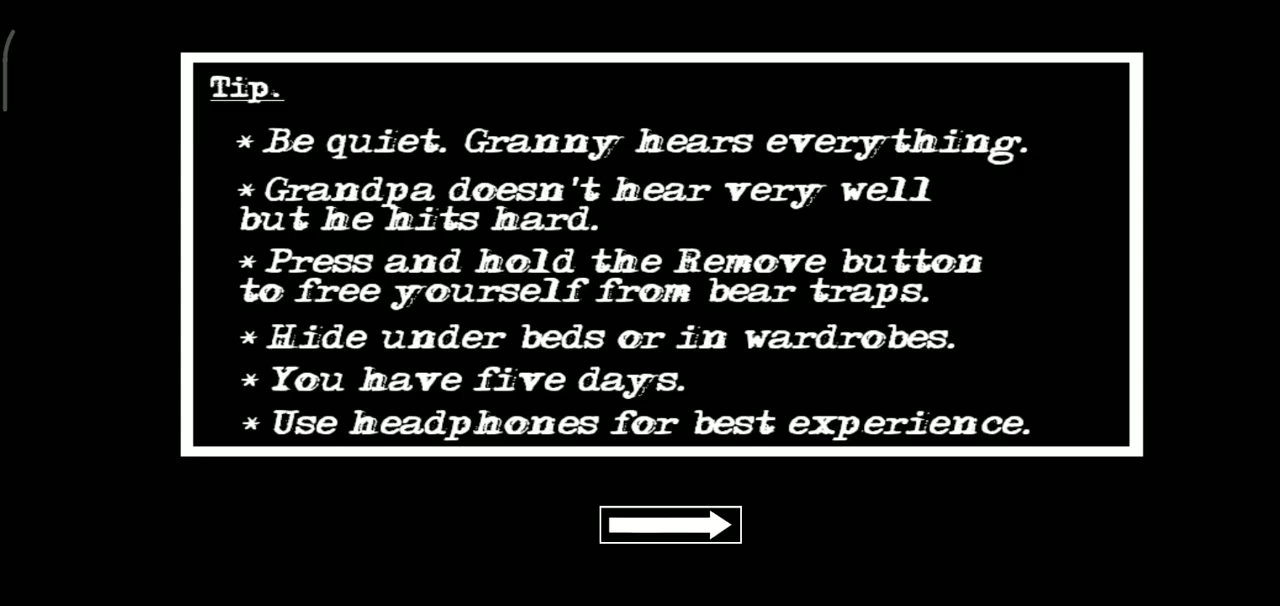 Tip.
* Be quiet. Granny hears everything.
* Grandpa doesn't hear very well
but he hits hard.
* Press and hold the Remove button
to free yourself from bear traps.
* Hide under beds or in wardrobes.
* You have five days.
* Use headphones for best experience.